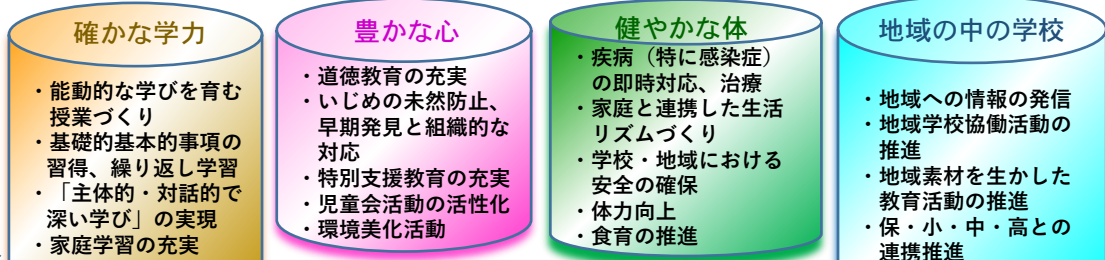 確かな学力
・能動的な学びを育む
授業づくり
・基礎的基本的事項の
習得、繰り返し学習
・「主体的・対話的で
深い学び」の実現
・家庭学習の充実
豊かな心
・道徳教育の充実
・いじめの未然防止、
早期発見と組織的な
対応
・特別支援教育の充実
・児童会活動の活性化
・環境美化活動
健やかな体
・疾病（特に感染症）
の即時対応、治療
・家庭と連携した生活
リズムづくり
・学校・地域における
安全の確保
・体力向上
・食育の推進
地域の中の学校
・地域への情報の発信
・地域学校協働活動の
推進
・地域素材を生かした
教育活動の推進
・保・小・中・高との
連携推進